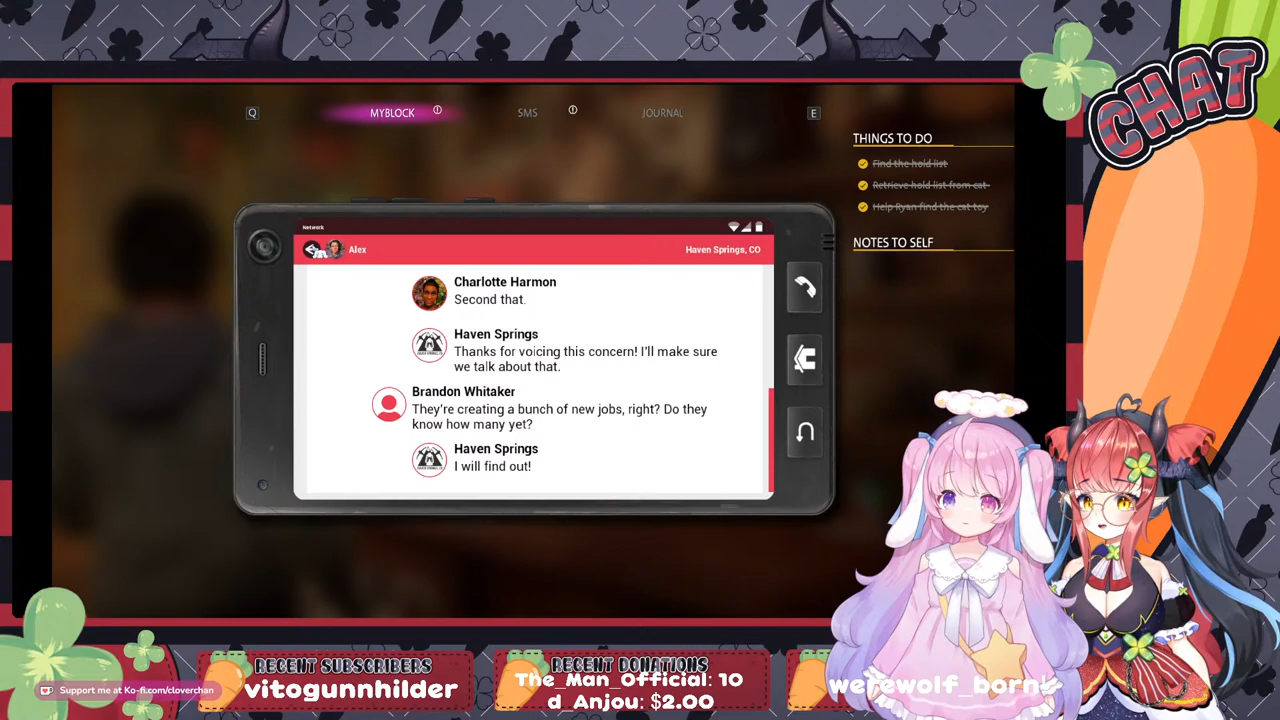 CHAT
Q
MYBLOCK
SMS
JOURNAL
E
THINGS TO DO
Find the hold list
Retrieve hold list from cat
Help Ryan find the cat toy
NOTES TO SELF
Network
Alex
Haven Springs, CO
Charlotte Harmon
Second that.
Haven Springs
Thanks for voicing this concern! I'll make sure
we talk about that.
Brandon Whitaker
They're creating a bunch of new jobs, right? Do they
know how many yet?
Haven Springs
I will find out!
Support me at Ko-fi.com/cloverchan
RECENT SUBSCRIBERS
vitogunnhilder
RECENT DONATIONS
The_Man_Official: 10
d_Anjou: $2.00
werewolf_born